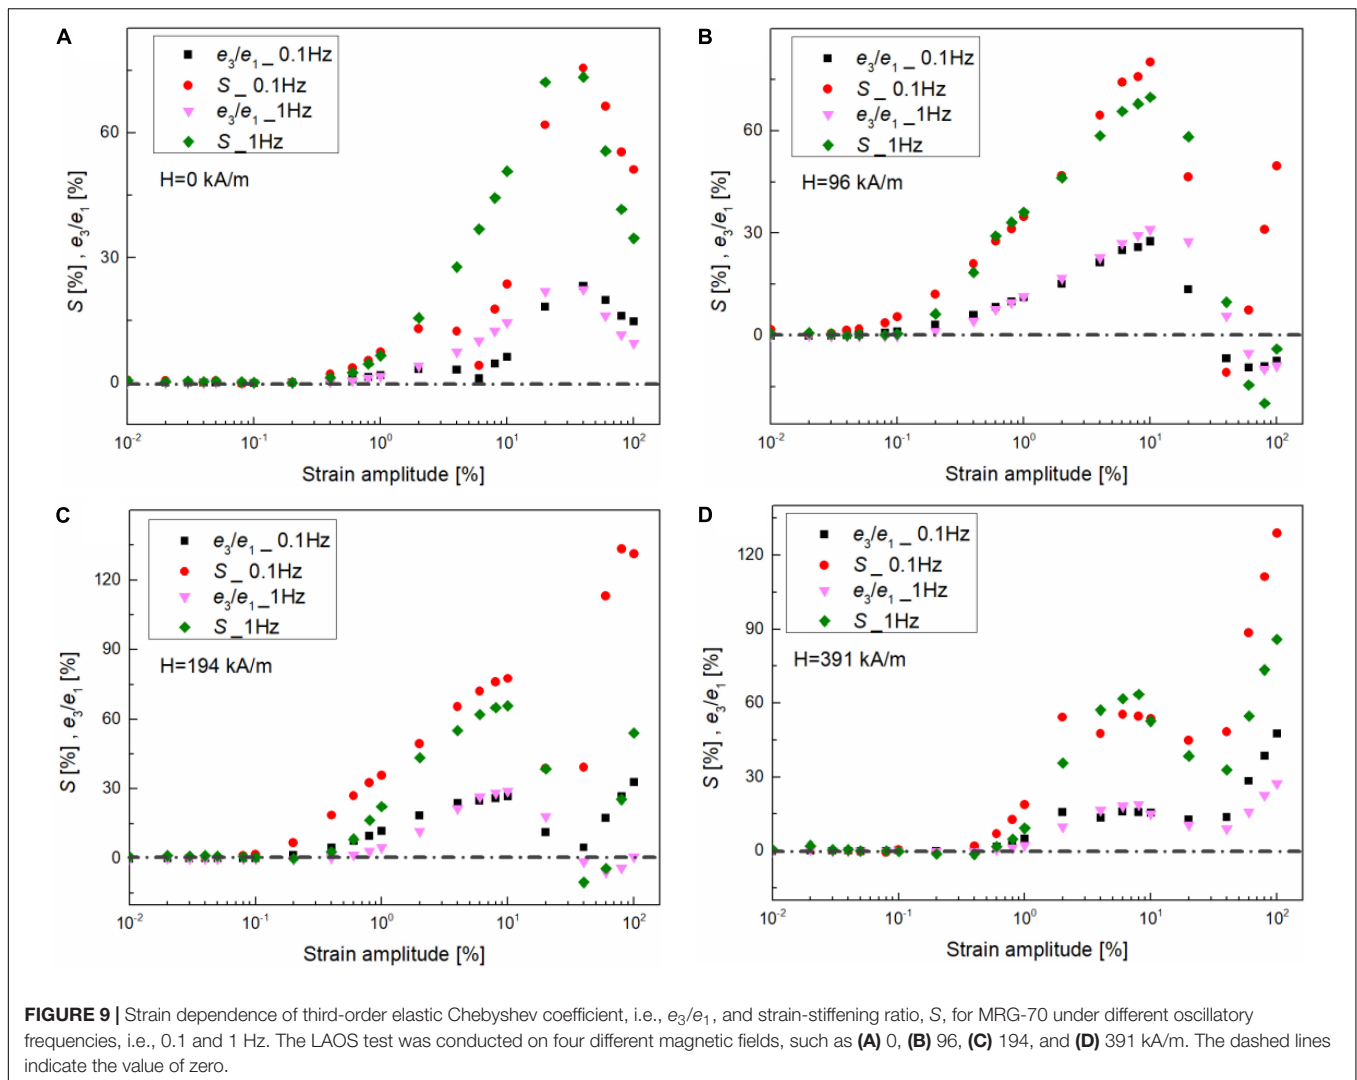 A
e3/e1 _ 0.1Hz
S _ 0.1Hz
e3/e1 _1Hz
S _1Hz
H=0 kA/m
60
30
0
S [%] , e3/e1 [%]
10-2 10-1 100 101 102
Strain amplitude [%]
B
e3/e1 _ 0.1Hz
S _ 0.1Hz
e3/e1 _1Hz
S _1Hz
H=96 kA/m
60
30
0
S [%] , e3/e1 [%]
10-2 10-1 100 101 102
Strain amplitude [%]
C
e3/e1 _ 0.1Hz
S _ 0.1Hz
e3/e1 _1Hz
S _1Hz
H=194 kA/m
120
90
60
30
0
S [%] , e3/e1 [%]
10-2 10-1 100 101 102
Strain amplitude [%]
D
e3/e1 _ 0.1Hz
S _ 0.1Hz
e3/e1 _1Hz
S _1Hz
H=391 kA/m
120
90
60
30
0
S [%] , e3/e1 [%]
10-2 10-1 100 101 102
Strain amplitude [%]
FIGURE 9 | Strain dependence of third-order elastic Chebyshev coefficient, i.e., e3/e1, and strain-stiffening ratio, S, for MRG-70 under different oscillatory
frequencies, i.e., 0.1 and 1 Hz. The LAOS test was conducted on four different magnetic fields, such as (A) 0, (B) 96, (C) 194, and (D) 391 kA/m. The dashed lines
indicate the value of zero.